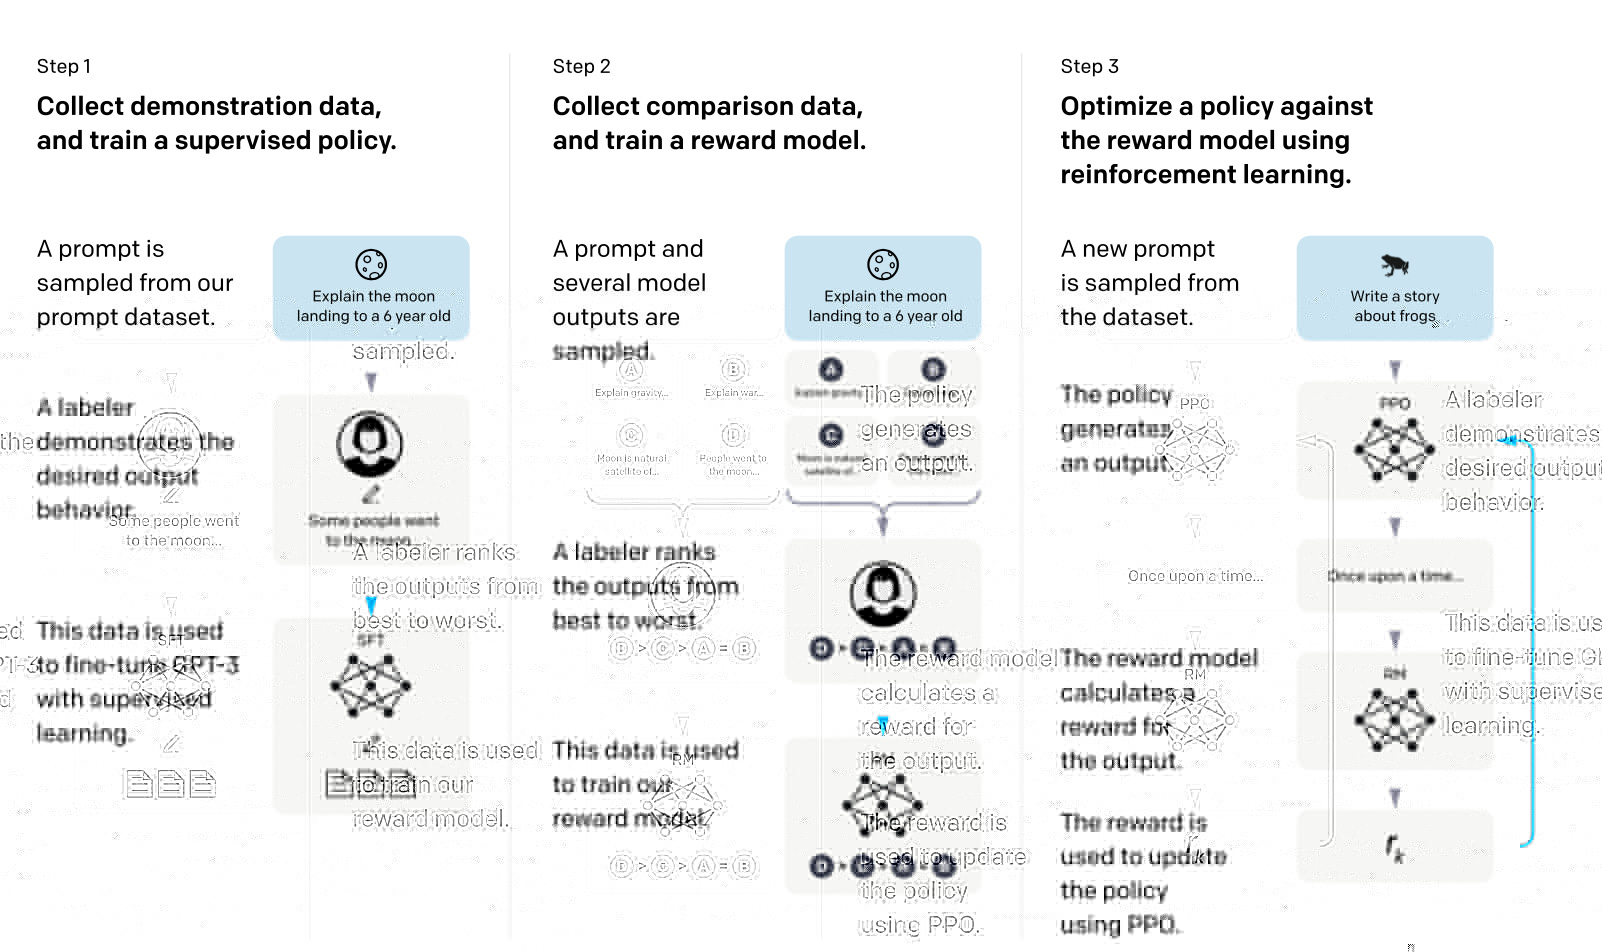 Step 1
Collect demonstration data,
and train a supervised policy.
A prompt is
sampled from our
prompt dataset.
Explain the moon
landing to a 6 year old
A labeler
demonstrates the
desired output
behavior.
Some people went
to the moon...
This data is used
to fine-tune GPT-3
with supervised
learning.
SFT
Step 2
Collect comparison data,
and train a reward model.
A prompt and
several model
outputs are
sampled.
Explain the moon
landing to a 6 year old
A
Explain gravity...
B
Explain war...
C
Moon is natural
satellite of...
D
People went to
the moon...
A labeler ranks
the outputs from
best to worst.
D > C > A = B
This data is used
to train our
reward model.
RM
D > C > A = B
Step 3
Optimize a policy against
the reward model using
reinforcement learning.
A new prompt
is sampled from
the dataset.
Write a story
about frogs
The policy
generates
an output.
PPO
Once upon a time...
The reward model
calculates a
reward for
the output.
RM
The reward is
used to update
the policy
using PPO.
rk